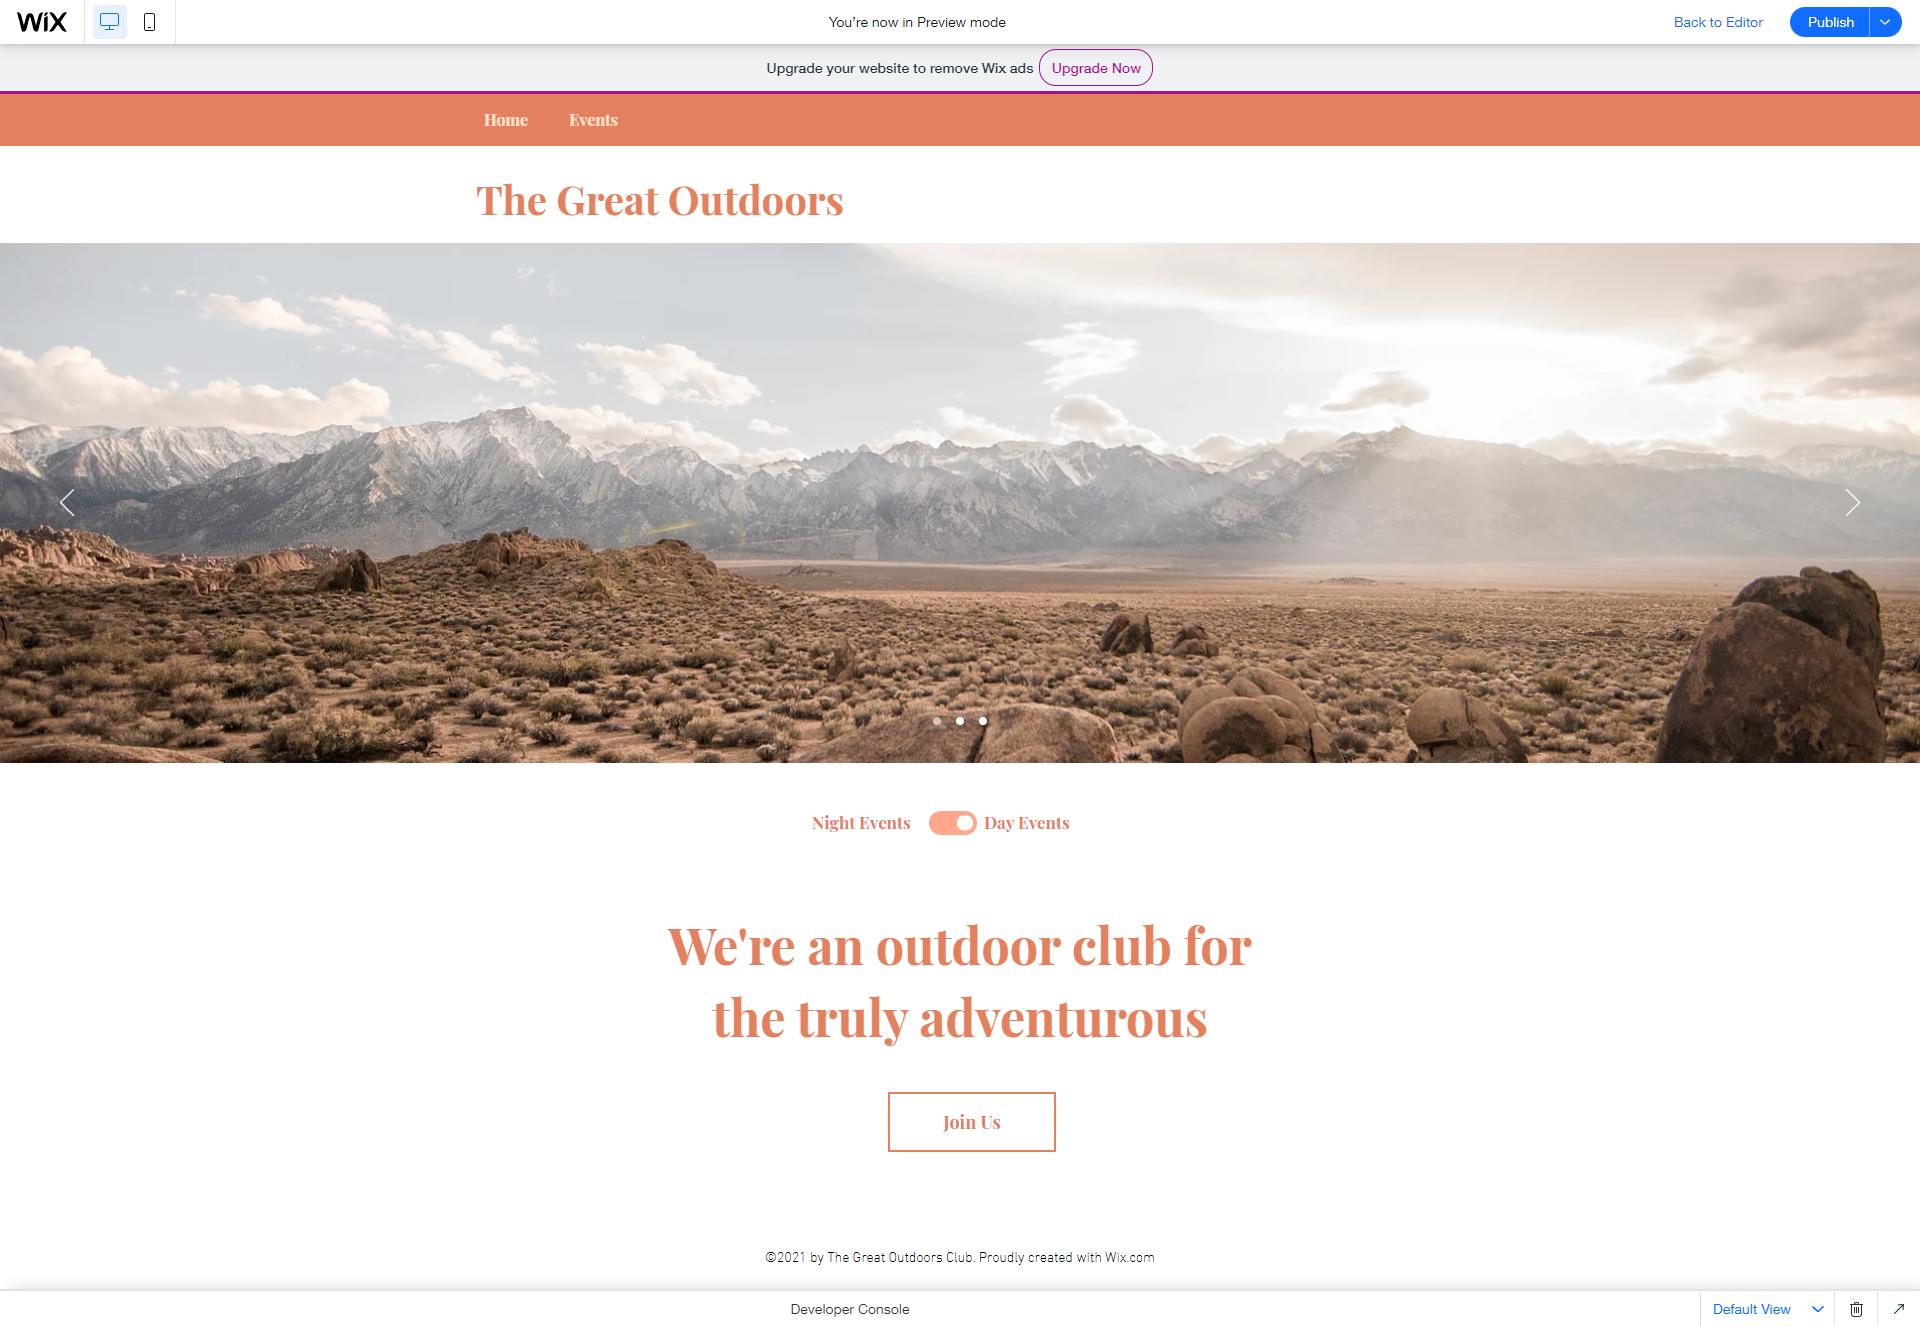 WiX
You're now in Preview mode
Back to Editor
Publish
Upgrade your website to remove Wix ads
Upgrade Now
Home
Events
The Great Outdoors
Night Events
Day Events
We're an outdoor club for
the truly adventurous
Join Us
©2021 by The Great Outdoors Club. Proudly created with Wix.com
Developer Console
Default View